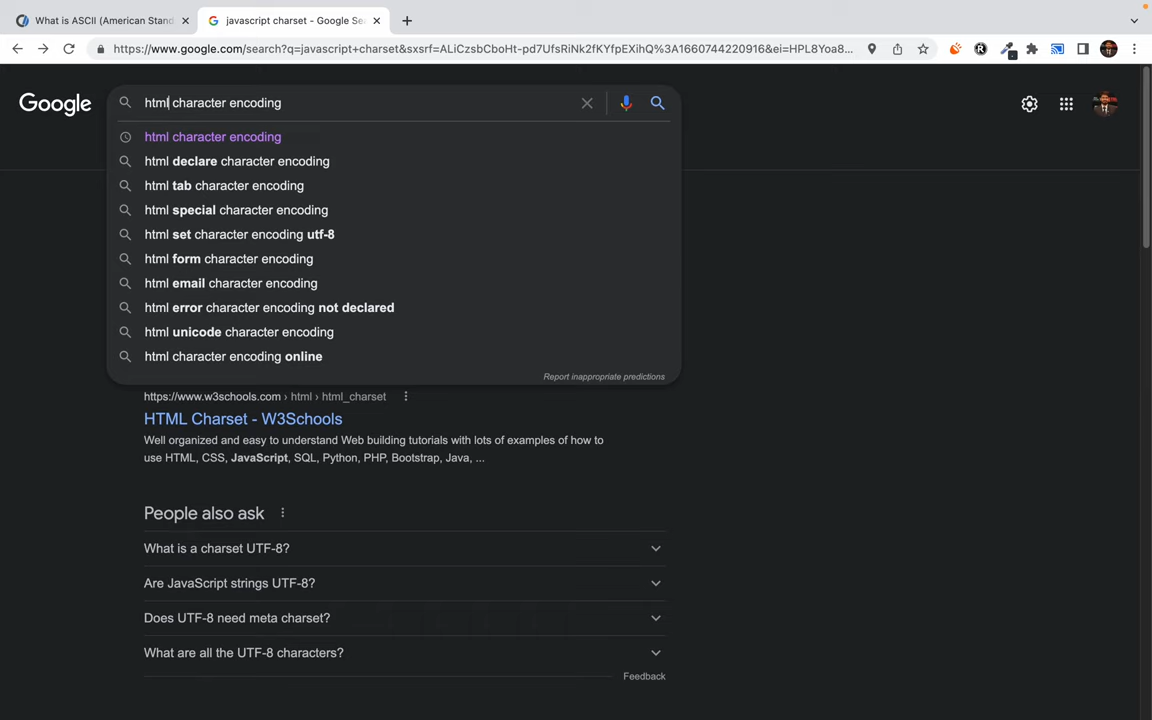 What is ASCII (American Stand
javascript charset - Google Sea
https://www.google.com/search?q=javascript+charset&sxsrf=ALiCzsbCboHt-pd7UfsRiNk2fKYfpEXihQ%3A1660744220916&ei=HPL8Yoa8...
Google
html character encoding
html character encoding
html declare character encoding
html tab character encoding
html special character encoding
html set character encoding utf-8
html form character encoding
html email character encoding
html error character encoding not declared
html unicode character encoding
html character encoding online
Report inappropriate predictions
https://www.w3schools.com › html › html_charset
HTML Charset - W3Schools
Well organized and easy to understand Web building tutorials with lots of examples of how to
use HTML, CSS, JavaScript, SQL, Python, PHP, Bootstrap, Java, ...
People also ask
What is a charset UTF-8?
Are JavaScript strings UTF-8?
Does UTF-8 need meta charset?
What are all the UTF-8 characters?
Feedback